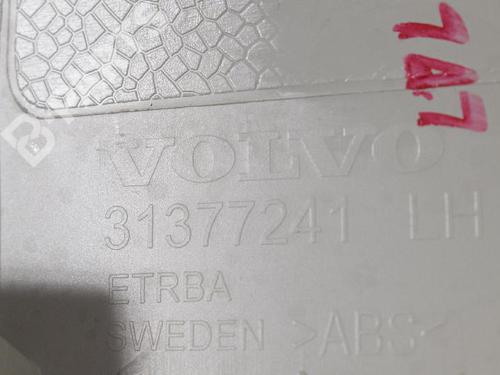 VOLVO
31377241 LH
ETRBA
SWEDEN >ABS<